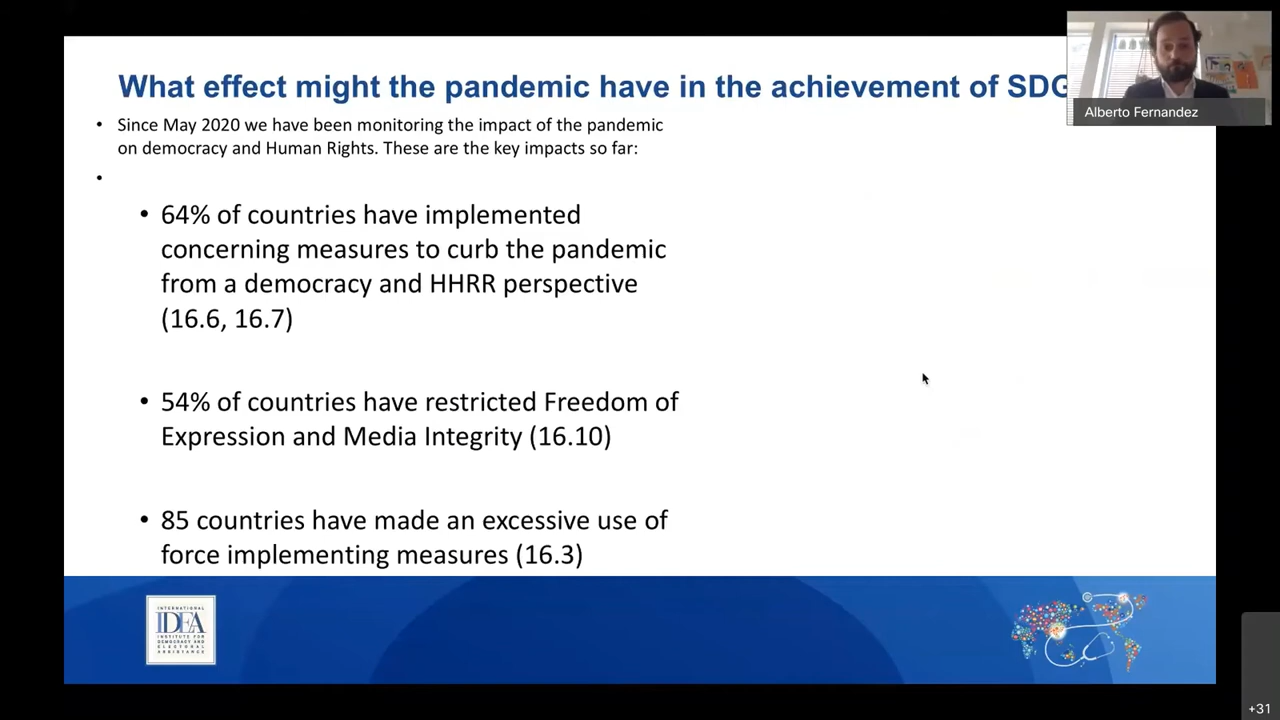 What effect might the pandemic have in the achievement of SDG
Alberto Fernandez
• Since May 2020 we have been monitoring the impact of the pandemic
on democracy and Human Rights. These are the key impacts so far:
•
• 64% of countries have implemented
concerning measures to curb the pandemic
from a democracy and HHRR perspective
(16.6, 16.7)
• 54% of countries have restricted Freedom of
Expression and Media Integrity (16.10)
• 85 countries have made an excessive use of
force implementing measures (16.3)
INTERNATIONAL
IDEA
INSTITUTE FOR
DEMOCRACY AND
ELECTORAL
ASSISTANCE
+31